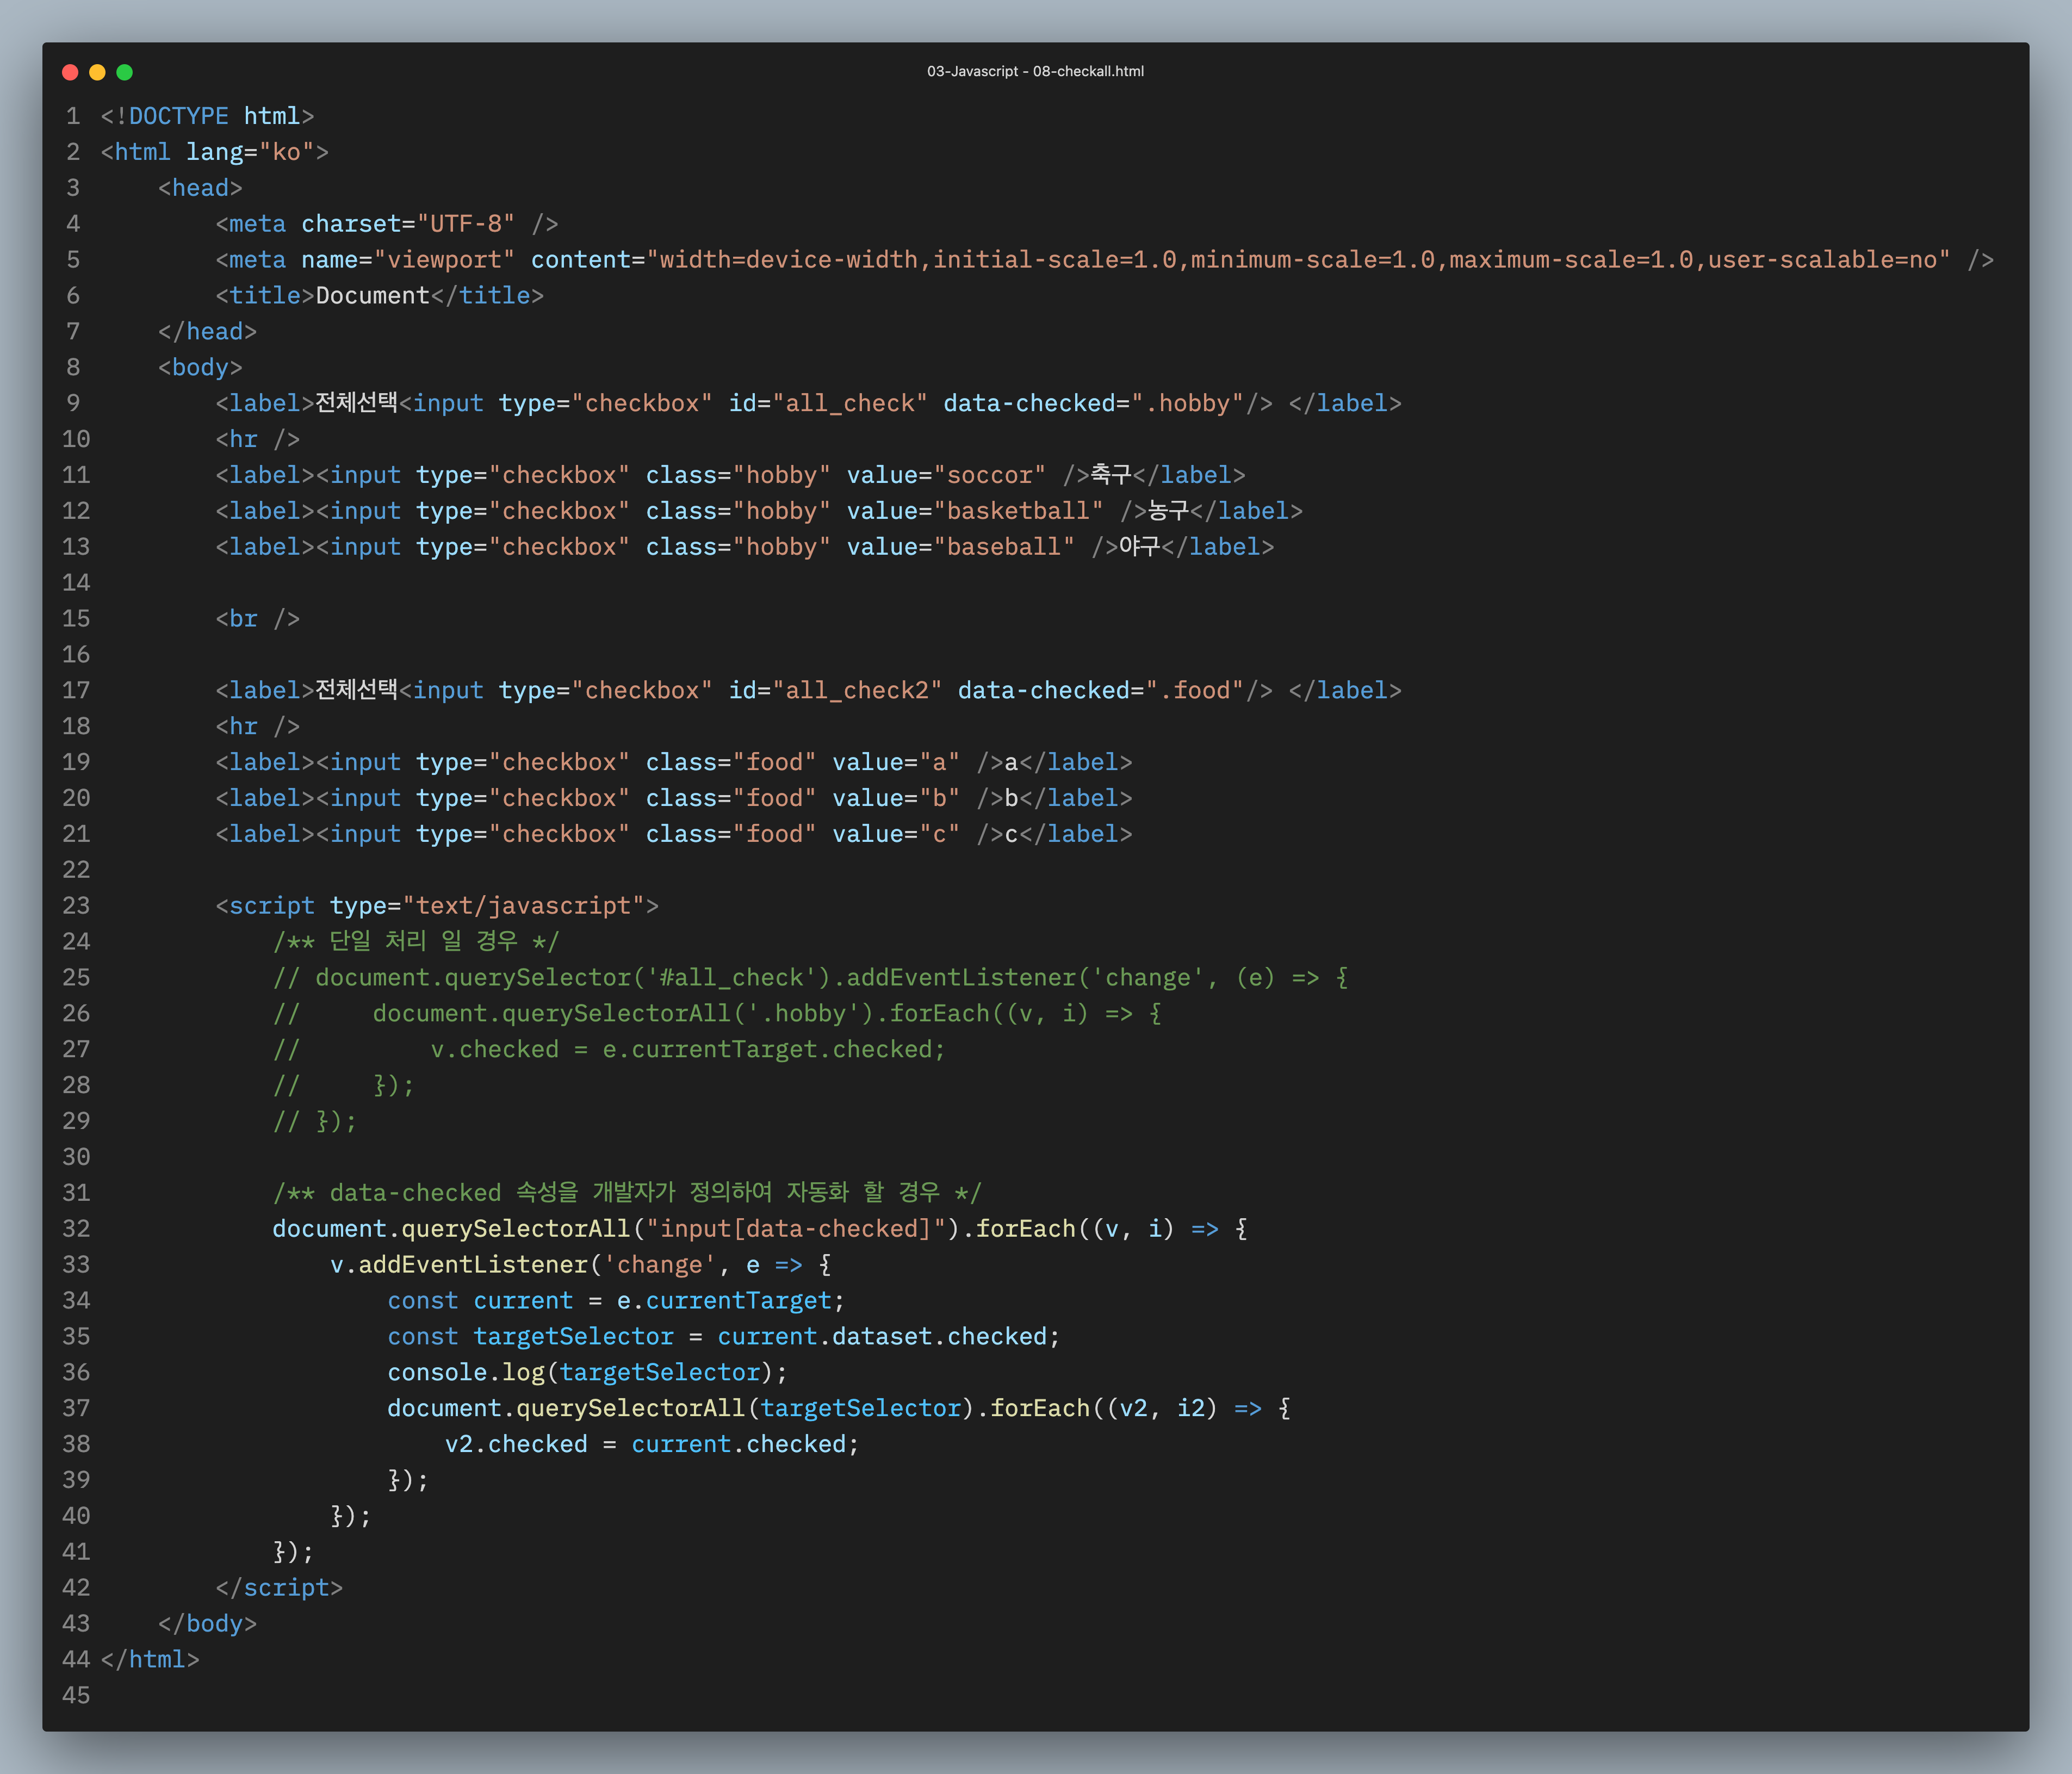 03-Javascript - 08-checkall.html
1 <!DOCTYPE html>
2 <html lang="ko">
3     <head>
4         <meta charset="UTF-8" />
5         <meta name="viewport" content="width=device-width,initial-scale=1.0,minimum-scale=1.0,maximum-scale=1.0,user-scalable=no" />
6         <title>Document</title>
7     </head>
8     <body>
9         <label>전체선택<input type="checkbox" id="all_check" data-checked=".hobby"/> </label>
10         <hr />
11         <label><input type="checkbox" class="hobby" value="soccor" />축구</label>
12         <label><input type="checkbox" class="hobby" value="basketball" />농구</label>
13         <label><input type="checkbox" class="hobby" value="baseball" />야구</label>
14
15         <br />
16
17         <label>전체선택<input type="checkbox" id="all_check2" data-checked=".food"/> </label>
18         <hr />
19         <label><input type="checkbox" class="food" value="a" />a</label>
20         <label><input type="checkbox" class="food" value="b" />b</label>
21         <label><input type="checkbox" class="food" value="c" />c</label>
22
23         <script type="text/javascript">
24             /** 단일 처리 일 경우 */
25             // document.querySelector('#all_check').addEventListener('change', (e) => {
26             //     document.querySelectorAll('.hobby').forEach((v, i) => {
27             //         v.checked = e.currentTarget.checked;
28             //     });
29             // });
30
31             /** data-checked 속성을 개발자가 정의하여 자동화 할 경우 */
32             document.querySelectorAll("input[data-checked]").forEach((v, i) => {
33                 v.addEventListener('change', e => {
34                     const current = e.currentTarget;
35                     const targetSelector = current.dataset.checked;
36                     console.log(targetSelector);
37                     document.querySelectorAll(targetSelector).forEach((v2, i2) => {
38                         v2.checked = current.checked;
39                     });
40                 });
41             });
42         </script>
43     </body>
44 </html>
45